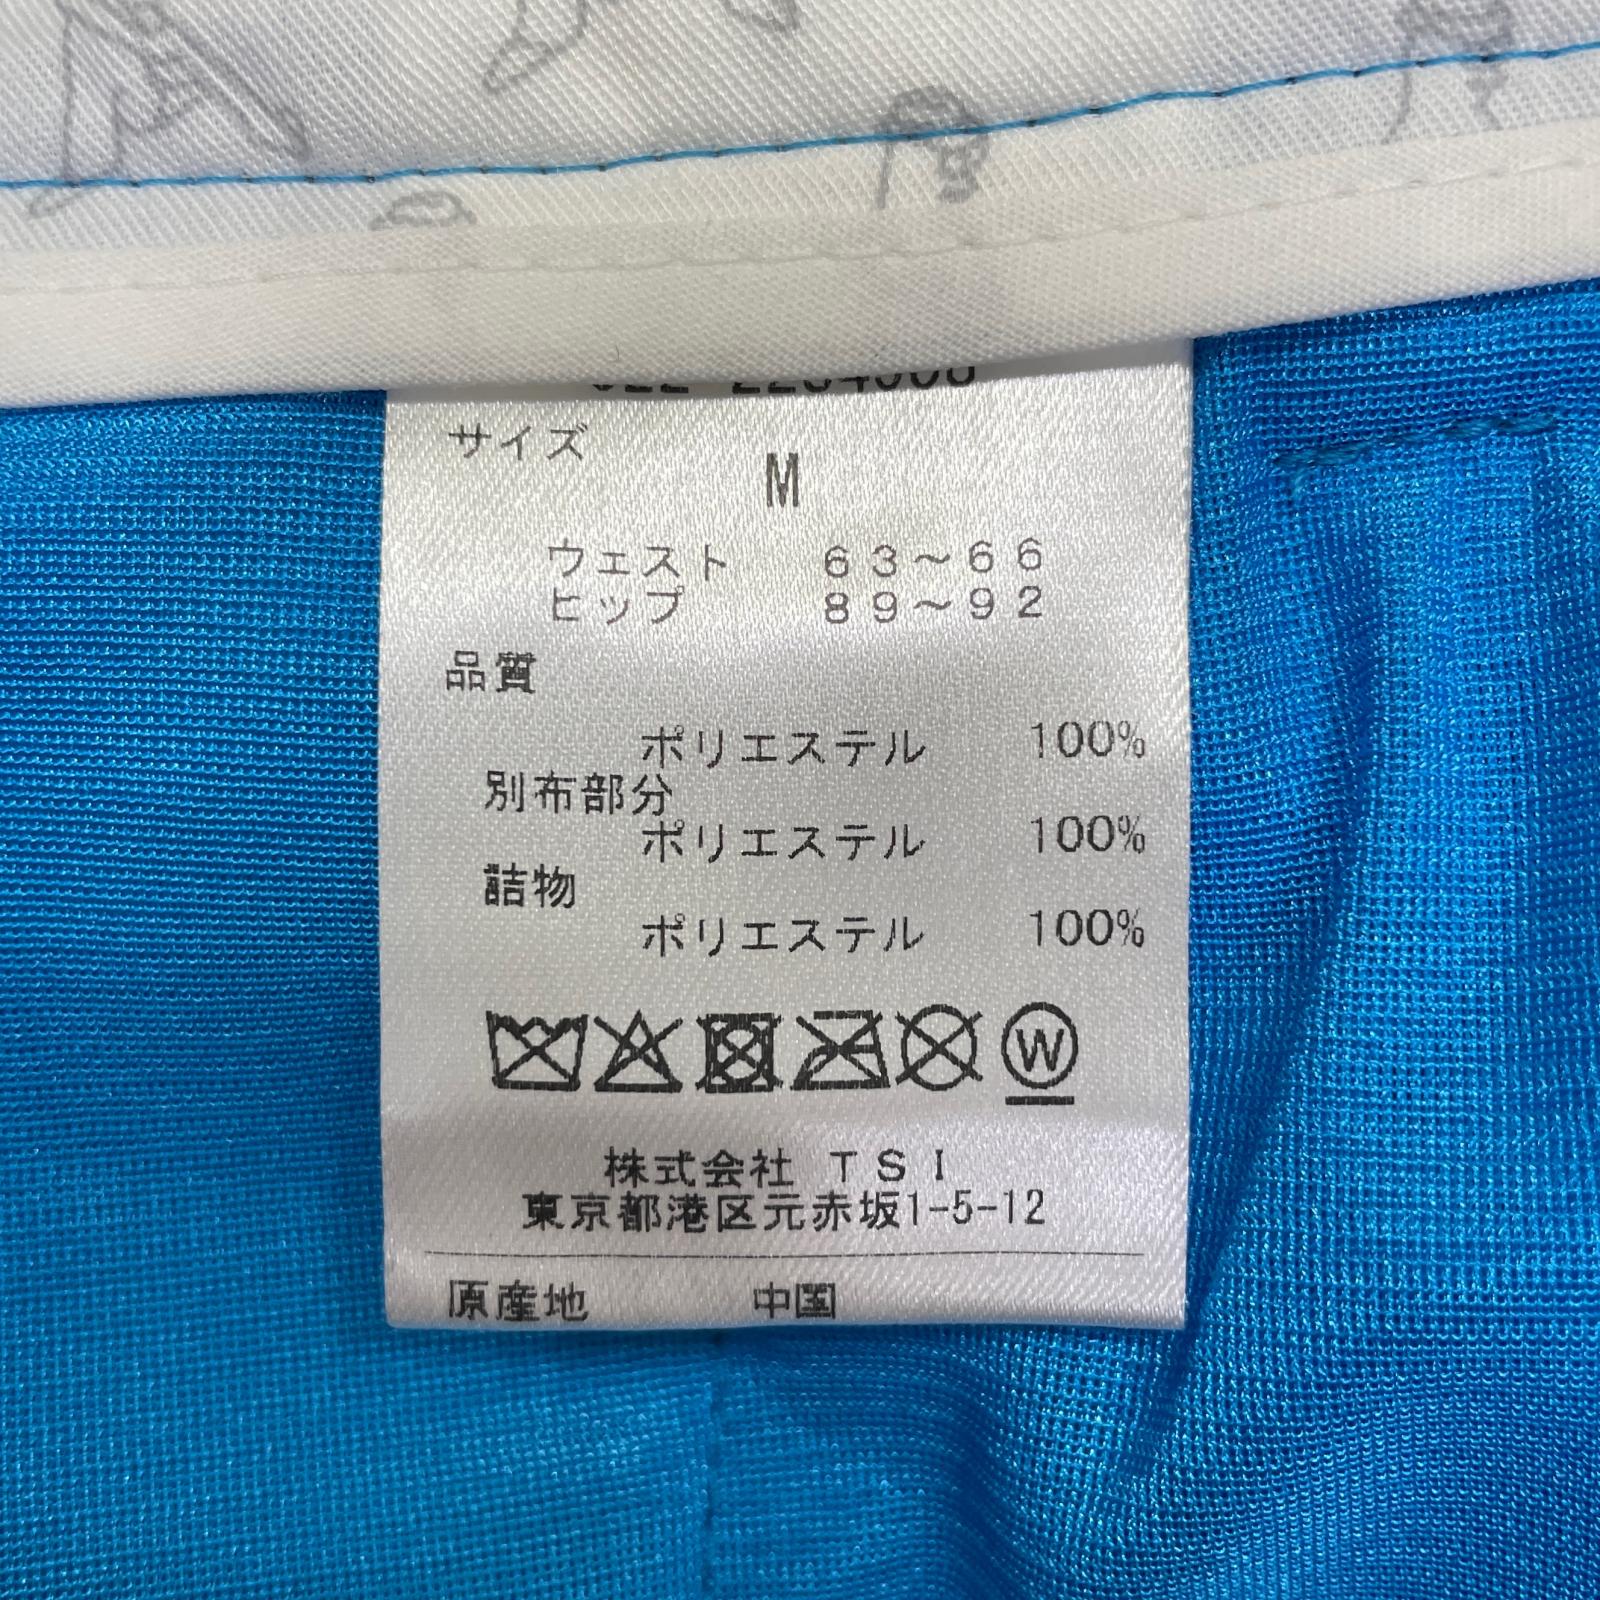 サイズ
M
ウェスト 63～66
ヒップ 89～92
品質
ポリエステル 100%
別布部分
ポリエステル 100%
詰物
ポリエステル 100%
W
株式会社 TSI
東京都港区元赤坂1-5-12
原産地 中国